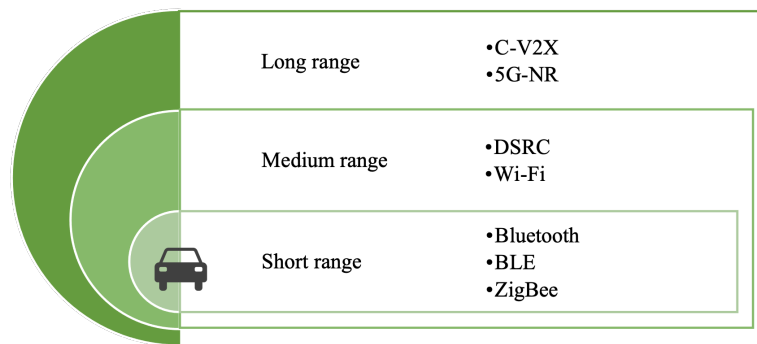 Long range
•C-V2X
•5G-NR
Medium range
•DSRC
•Wi-Fi
Short range
•Bluetooth
•BLE
•ZigBee